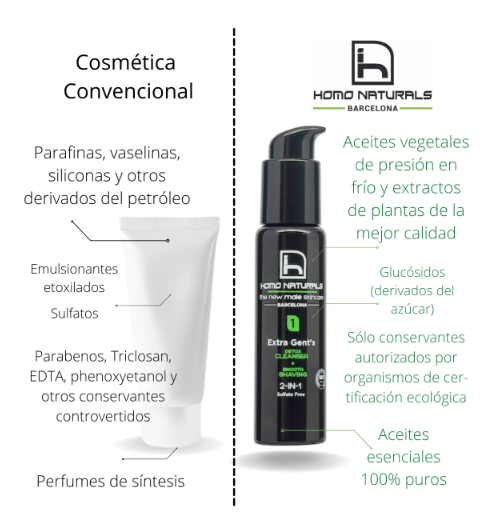 Cosmética
Convencional
Parafinas, vaselinas,
siliconas y otros
derivados del petróleo
Emulsionantes
etoxilados
Sulfatos
Parabenos, Triclosan,
EDTA, phenoxyetanol y
otros conservantes
controvertidos
Perfumes de síntesis
HOMO NATURALS
BARCELONA
Aceites vegetales
de presión en
frío y extractos
de plantas de la
mejor calidad
Glucósidos
(derivados del
azúcar)
Sólo conservantes
autorizados por
organismos de cer-
tificación ecológica
Aceites
esenciales
100% puros
HOMO NATURALS
the new male skincare
BARCELONA
1
Extra Gent's
DETOX
CLEANSER
+
SMOOTH
SHAVING
2-IN-1
Sulfate Free